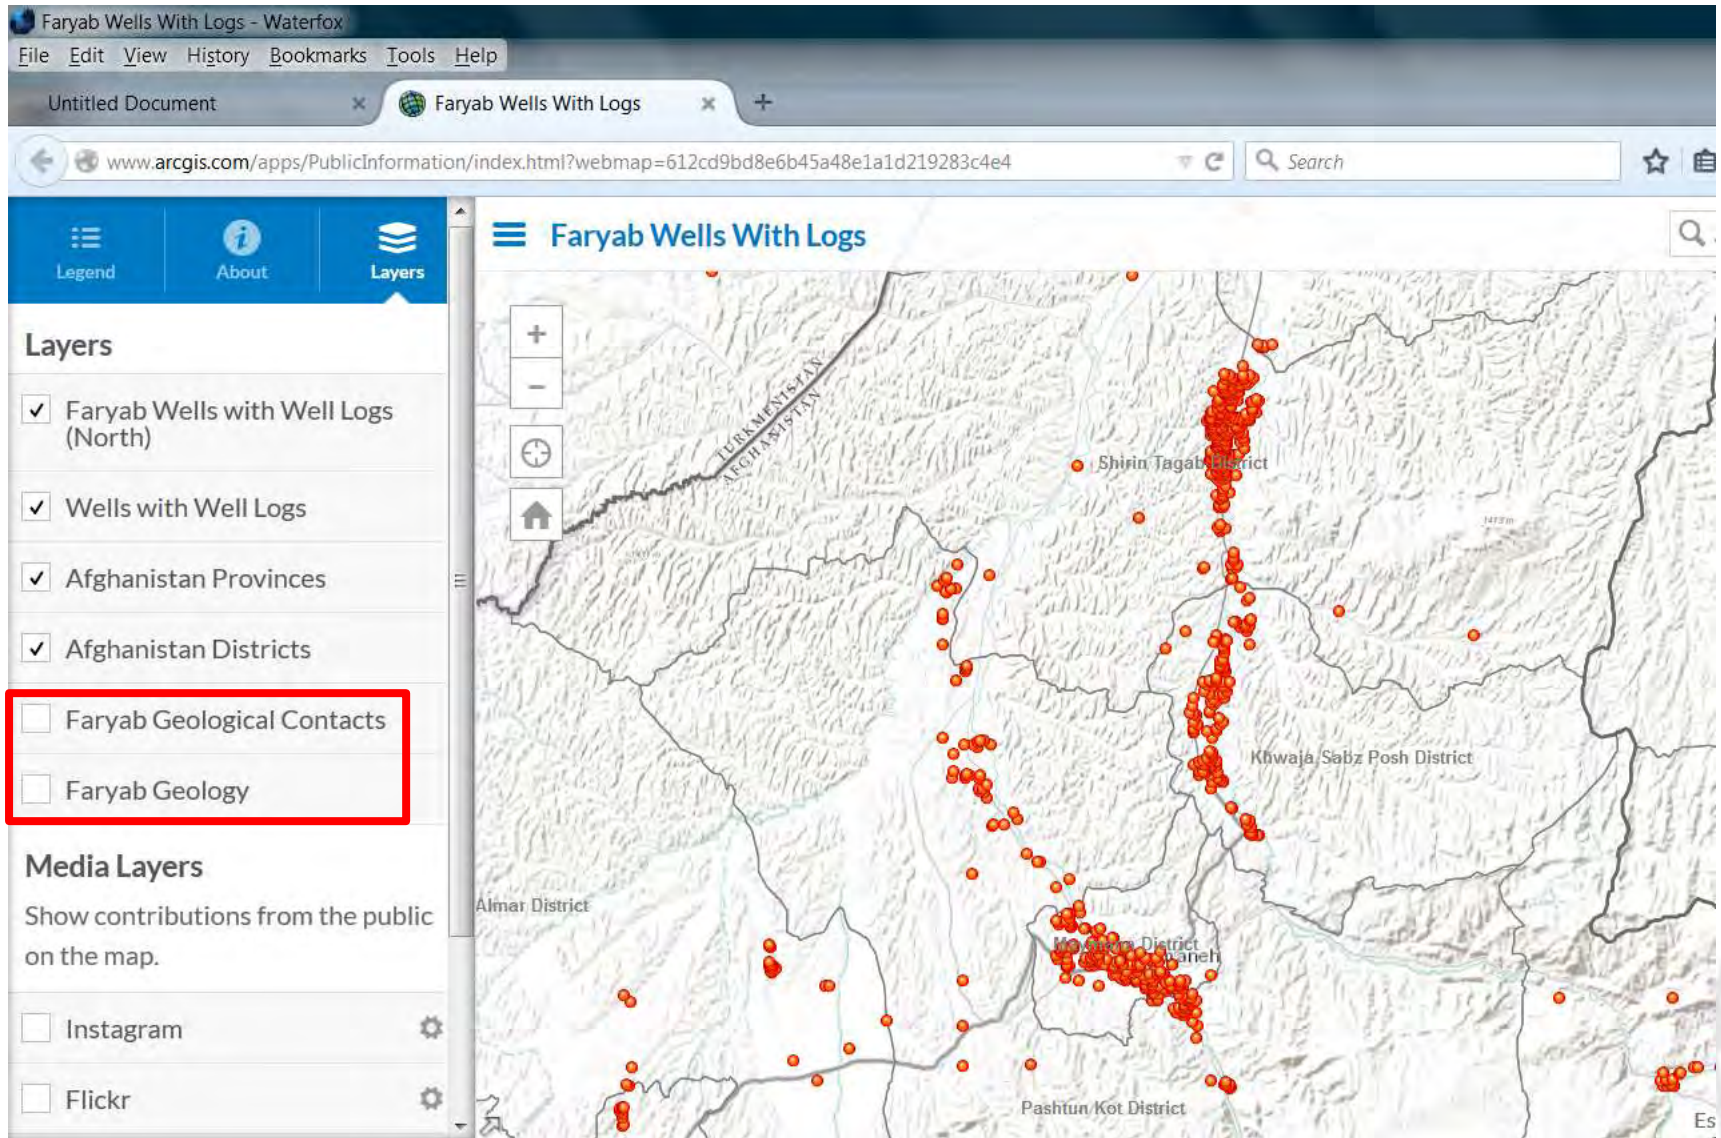 Faryab Wells With Logs - Waterfox
File Edit View History Bookmarks Tools Help
Untitled Document
Faryab Wells With Logs
www.arcgis.com/apps/PublicInformation/index.html?webmap=612cd9bd8e6b45a48e1a1d219283c4e4
Search
Legend
About
Layers
Faryab Wells With Logs
Layers
Faryab Wells with Well Logs
(North)
Wells with Well Logs
Afghanistan Provinces
Afghanistan Districts
Faryab Geological Contacts
Faryab Geology
Media Layers
Show contributions from the public
on the map.
Instagram
Flickr
TURKMENISTAN
AFGHANISTAN
Shirin Tagab District
Khwaja Sabz Posh District
Almar District
District
Pashtun Kot District
Es